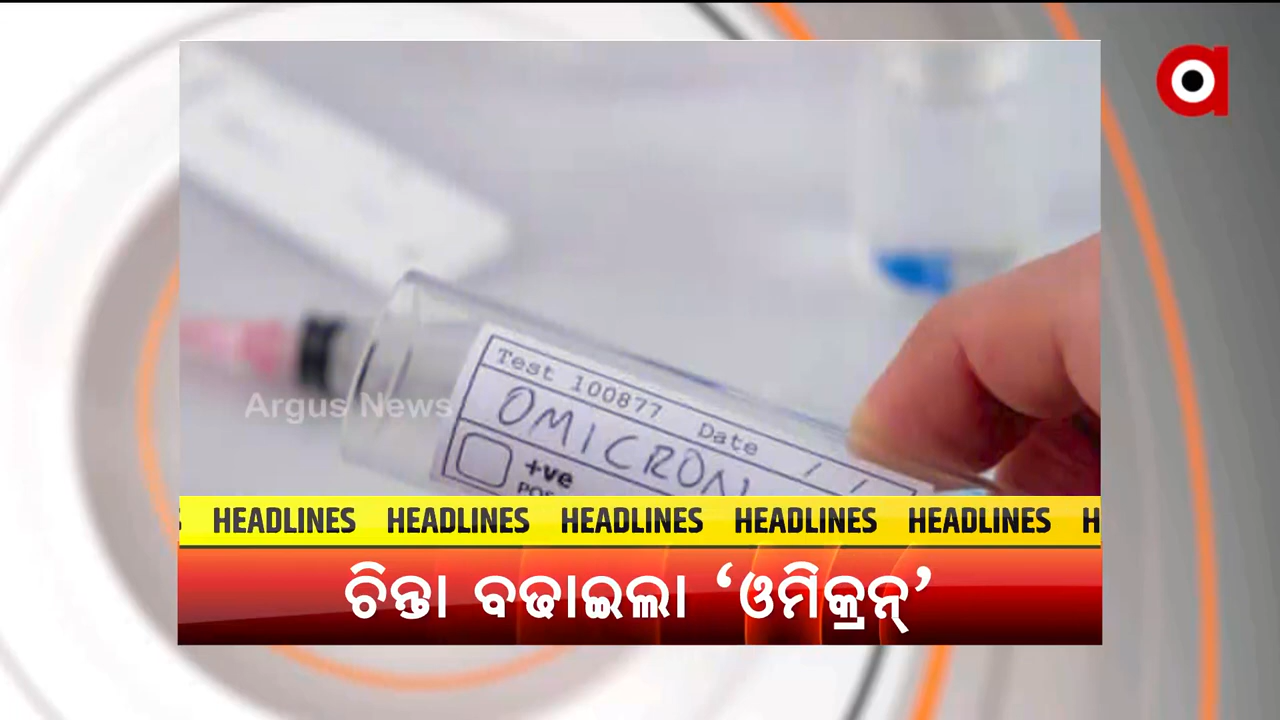 Test 100877 Date / /
OMICRON
+ve
Argus News
HEADLINES HEADLINES HEADLINES HEADLINES HEADLINES
ଚିନ୍ତା ବଢାଇଲା ‘ଓମିକ୍ରନ୍’